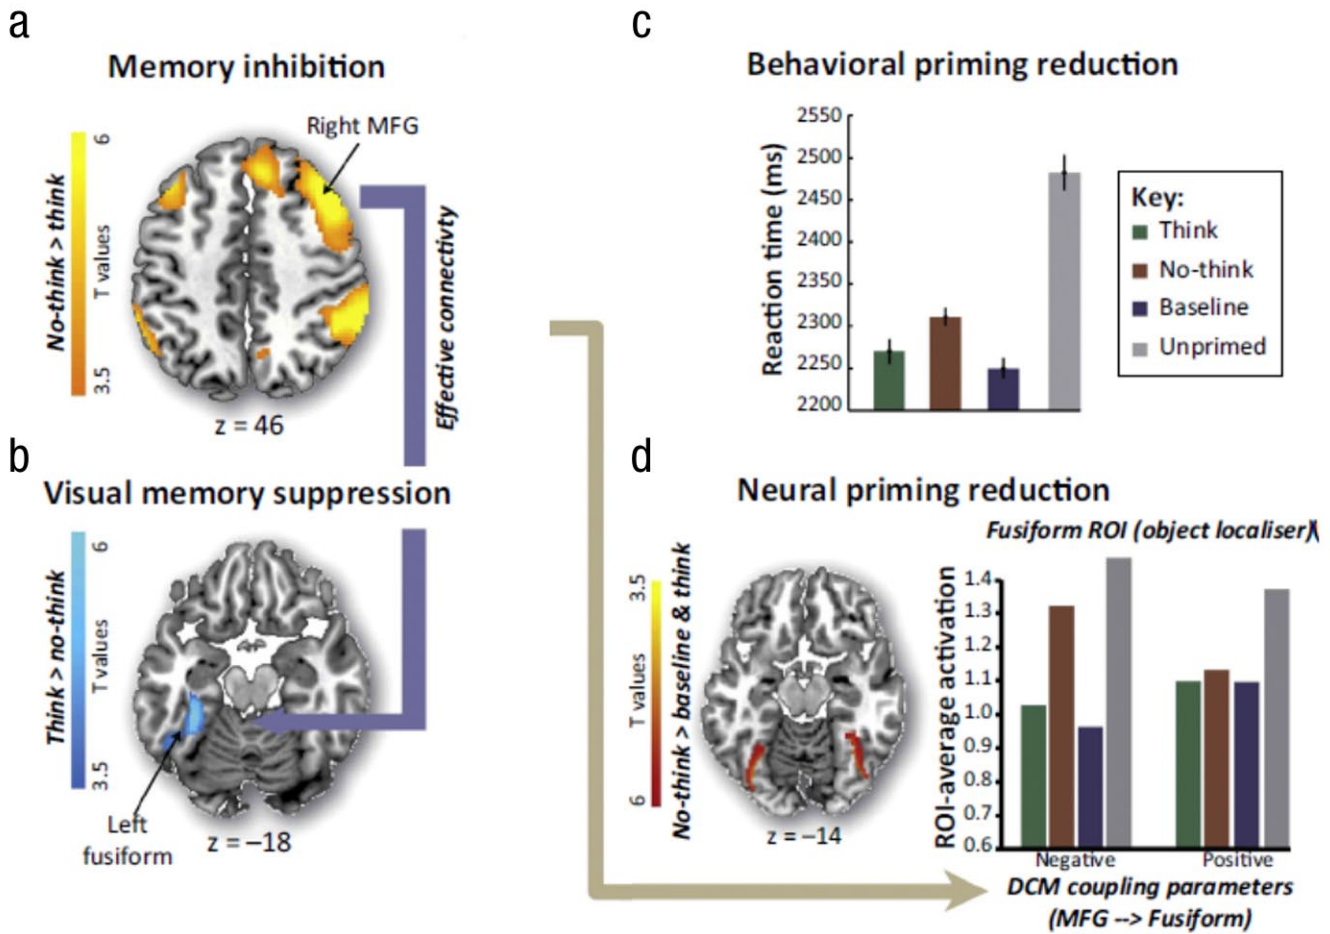 a
Memory inhibition
Right MFG
No-think > think
T values
6
3.5
z = 46
Effective connectivty
b
Visual memory suppression
Think > no-think
T values
6
3.5
Left
fusiform
z = –18
c
Behavioral priming reduction
Reaction time (ms)
2550
2500
2450
2400
2350
2300
2250
2200
Key:
Think
No-think
Baseline
Unprimed
d
Neural priming reduction
Fusiform ROI (object localiser)\
No-think > baseline & think
T values
3.5
6
z = –14
ROI-average activation
1.4
1.3
1.2
1.1
1.0
0.9
0.8
0.7
0.6
Negative
Positive
DCM coupling parameters
(MFG --> Fusiform)